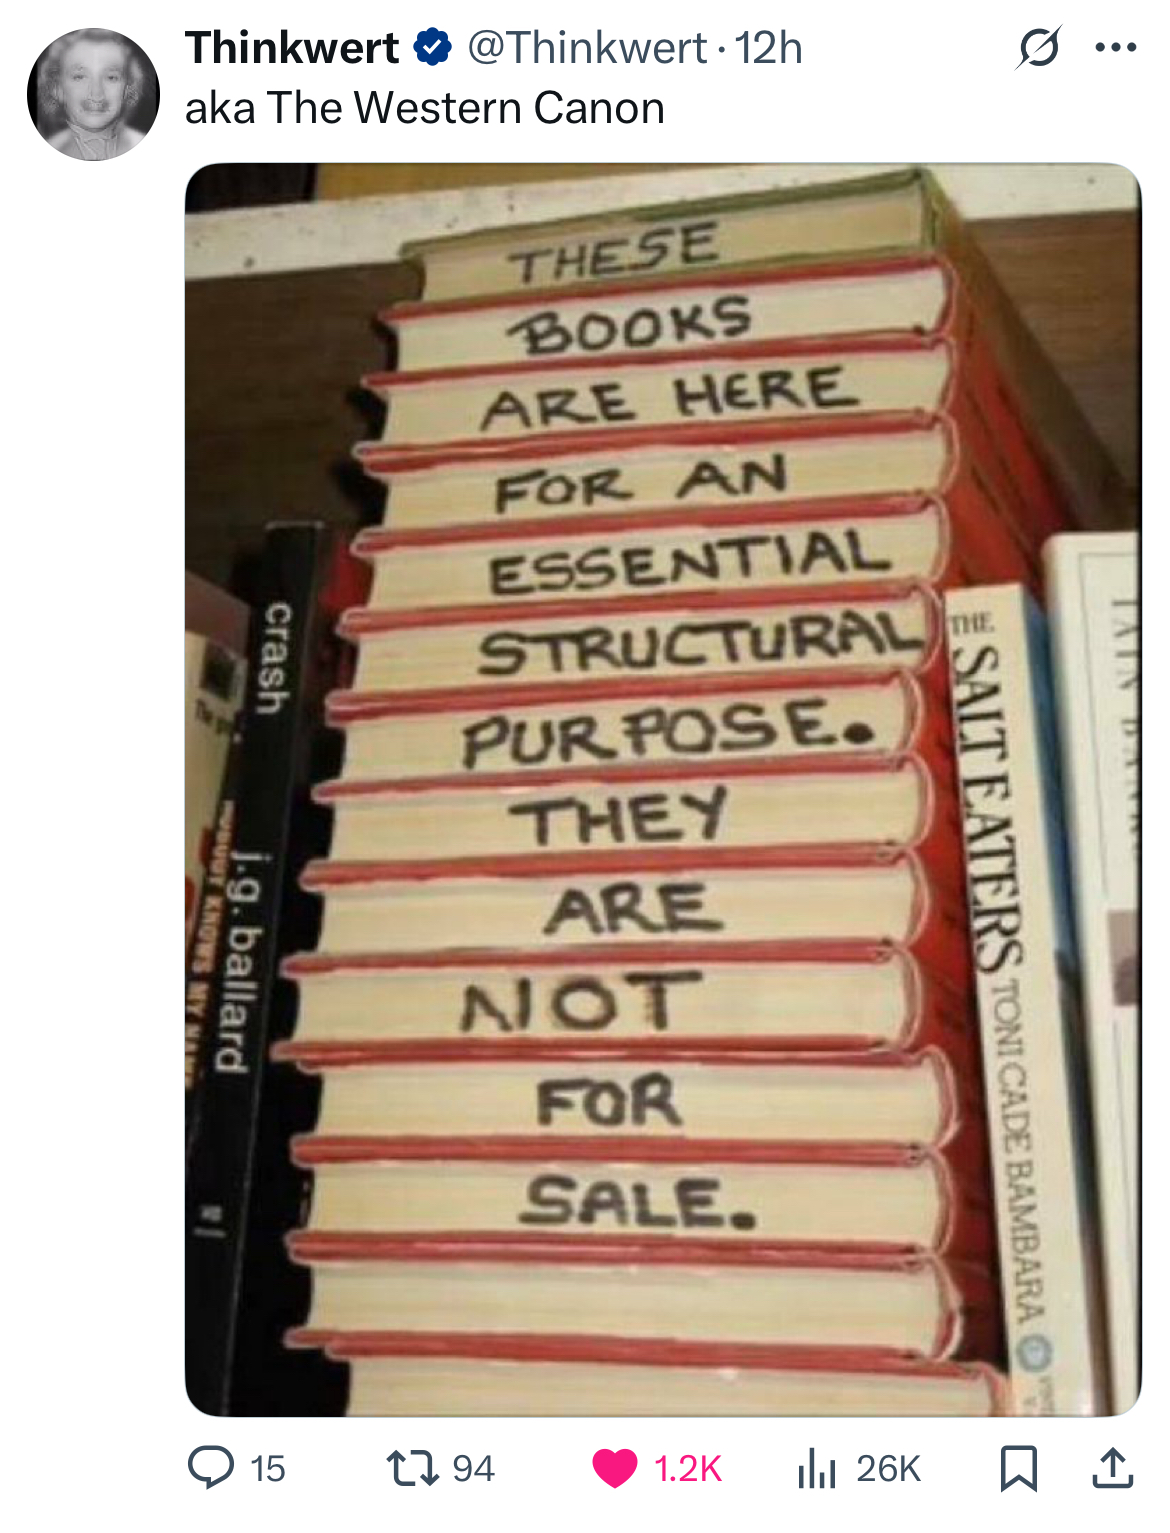 Thinkwert @Thinkwert · 12h
aka The Western Canon
THESE
BOOKS
ARE HERE
FOR AN
ESSENTIAL
STRUCTURAL
PURPOSE.
THEY
ARE
NOT
FOR
SALE.
crash
j.g. ballard
THE
SALT EATERS TONI CADE BAMBARA
15 94 1.2K 26K